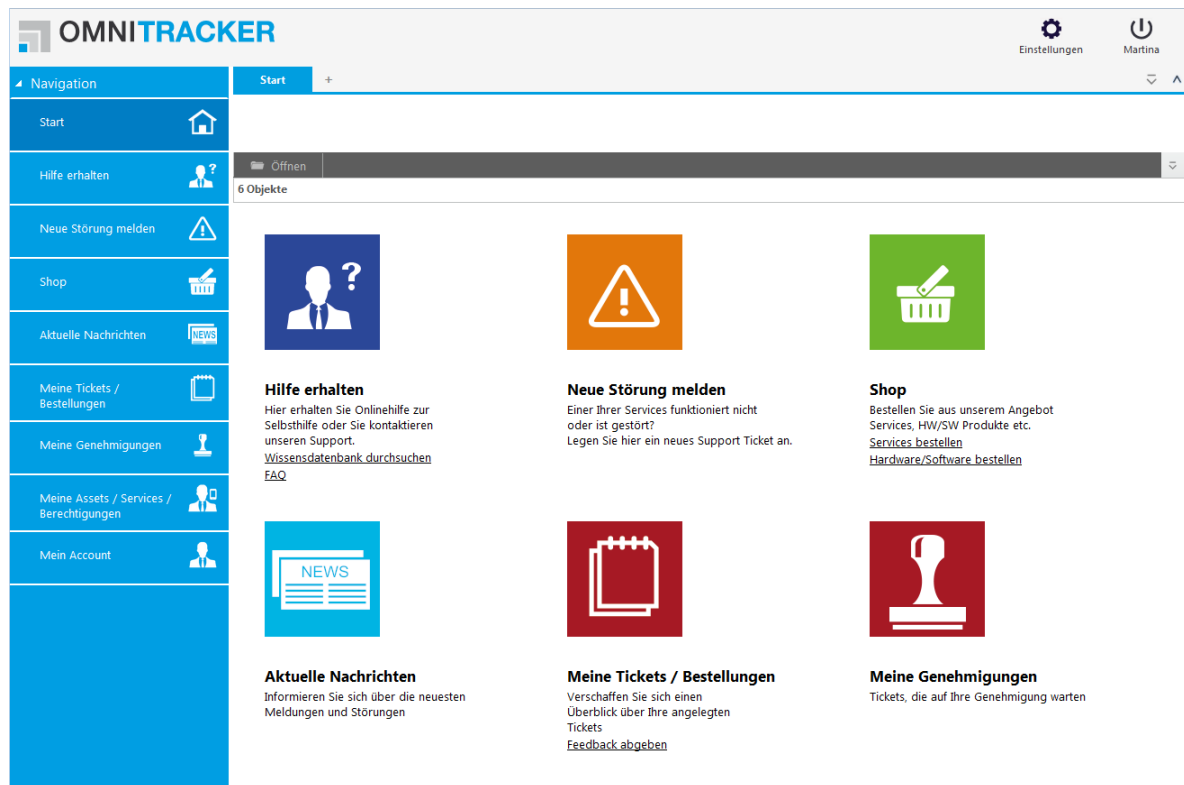 OMNITRACKER
Einstellungen
Martina
Navigation
Start
+
Start
Hilfe erhalten
?
Neue Störung melden
!
Shop
Aktuelle Nachrichten
NEWS
Meine Tickets /
Bestellungen
Meine Genehmigungen
Meine Assets / Services /
Berechtigungen
Mein Account
Öffnen
6 Objekte
?
Hilfe erhalten
Hier erhalten Sie Onlinehilfe zur
Selbsthilfe oder Sie kontaktieren
unseren Support.
Wissensdatenbank durchsuchen
FAQ
!
Neue Störung melden
Einer Ihrer Services funktioniert nicht
oder ist gestört?
Legen Sie hier ein neues Support Ticket an.
Shop
Bestellen Sie aus unserem Angebot
Services, HW/SW Produkte etc.
Services bestellen
Hardware/Software bestellen
NEWS
Aktuelle Nachrichten
Informieren Sie sich über die neuesten
Meldungen und Störungen
Meine Tickets / Bestellungen
Verschaffen Sie sich einen
Überblick über Ihre angelegten
Tickets
Feedback abgeben
Meine Genehmigungen
Tickets, die auf Ihre Genehmigung warten